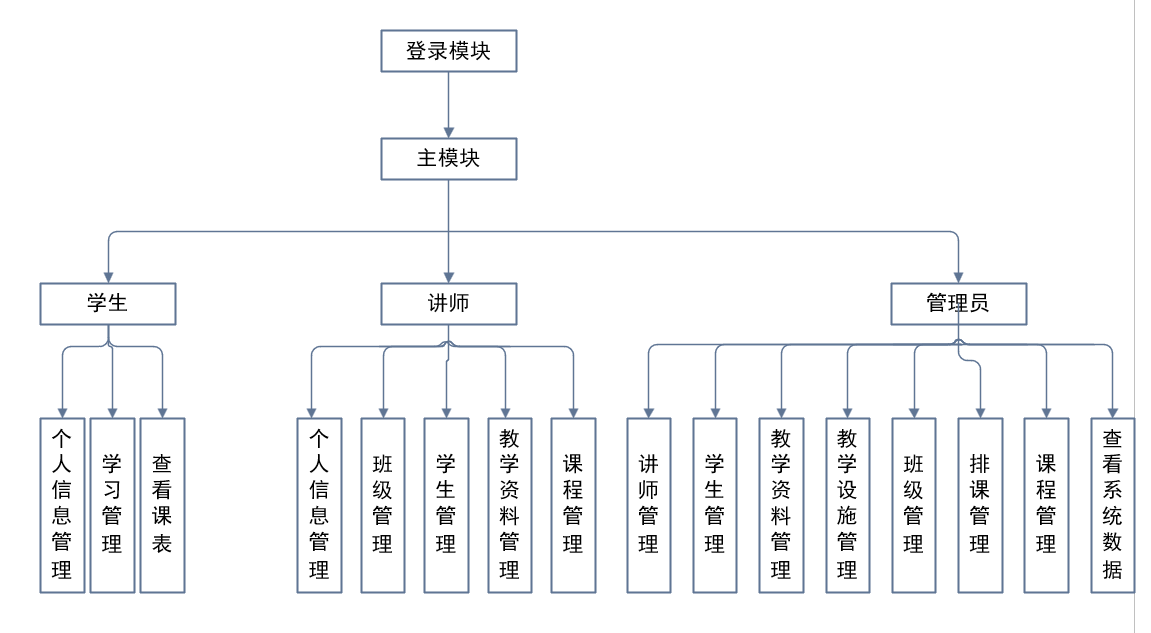 登录模块
主模块
学生
讲师
管理员
个人信息管理
学习管理
查看课表
个人信息管理
班级管理
学生管理
教学资料管理
课程管理
讲师管理
学生管理
教学资料管理
教学设施管理
班级管理
排课管理
课程管理
查看系统数据